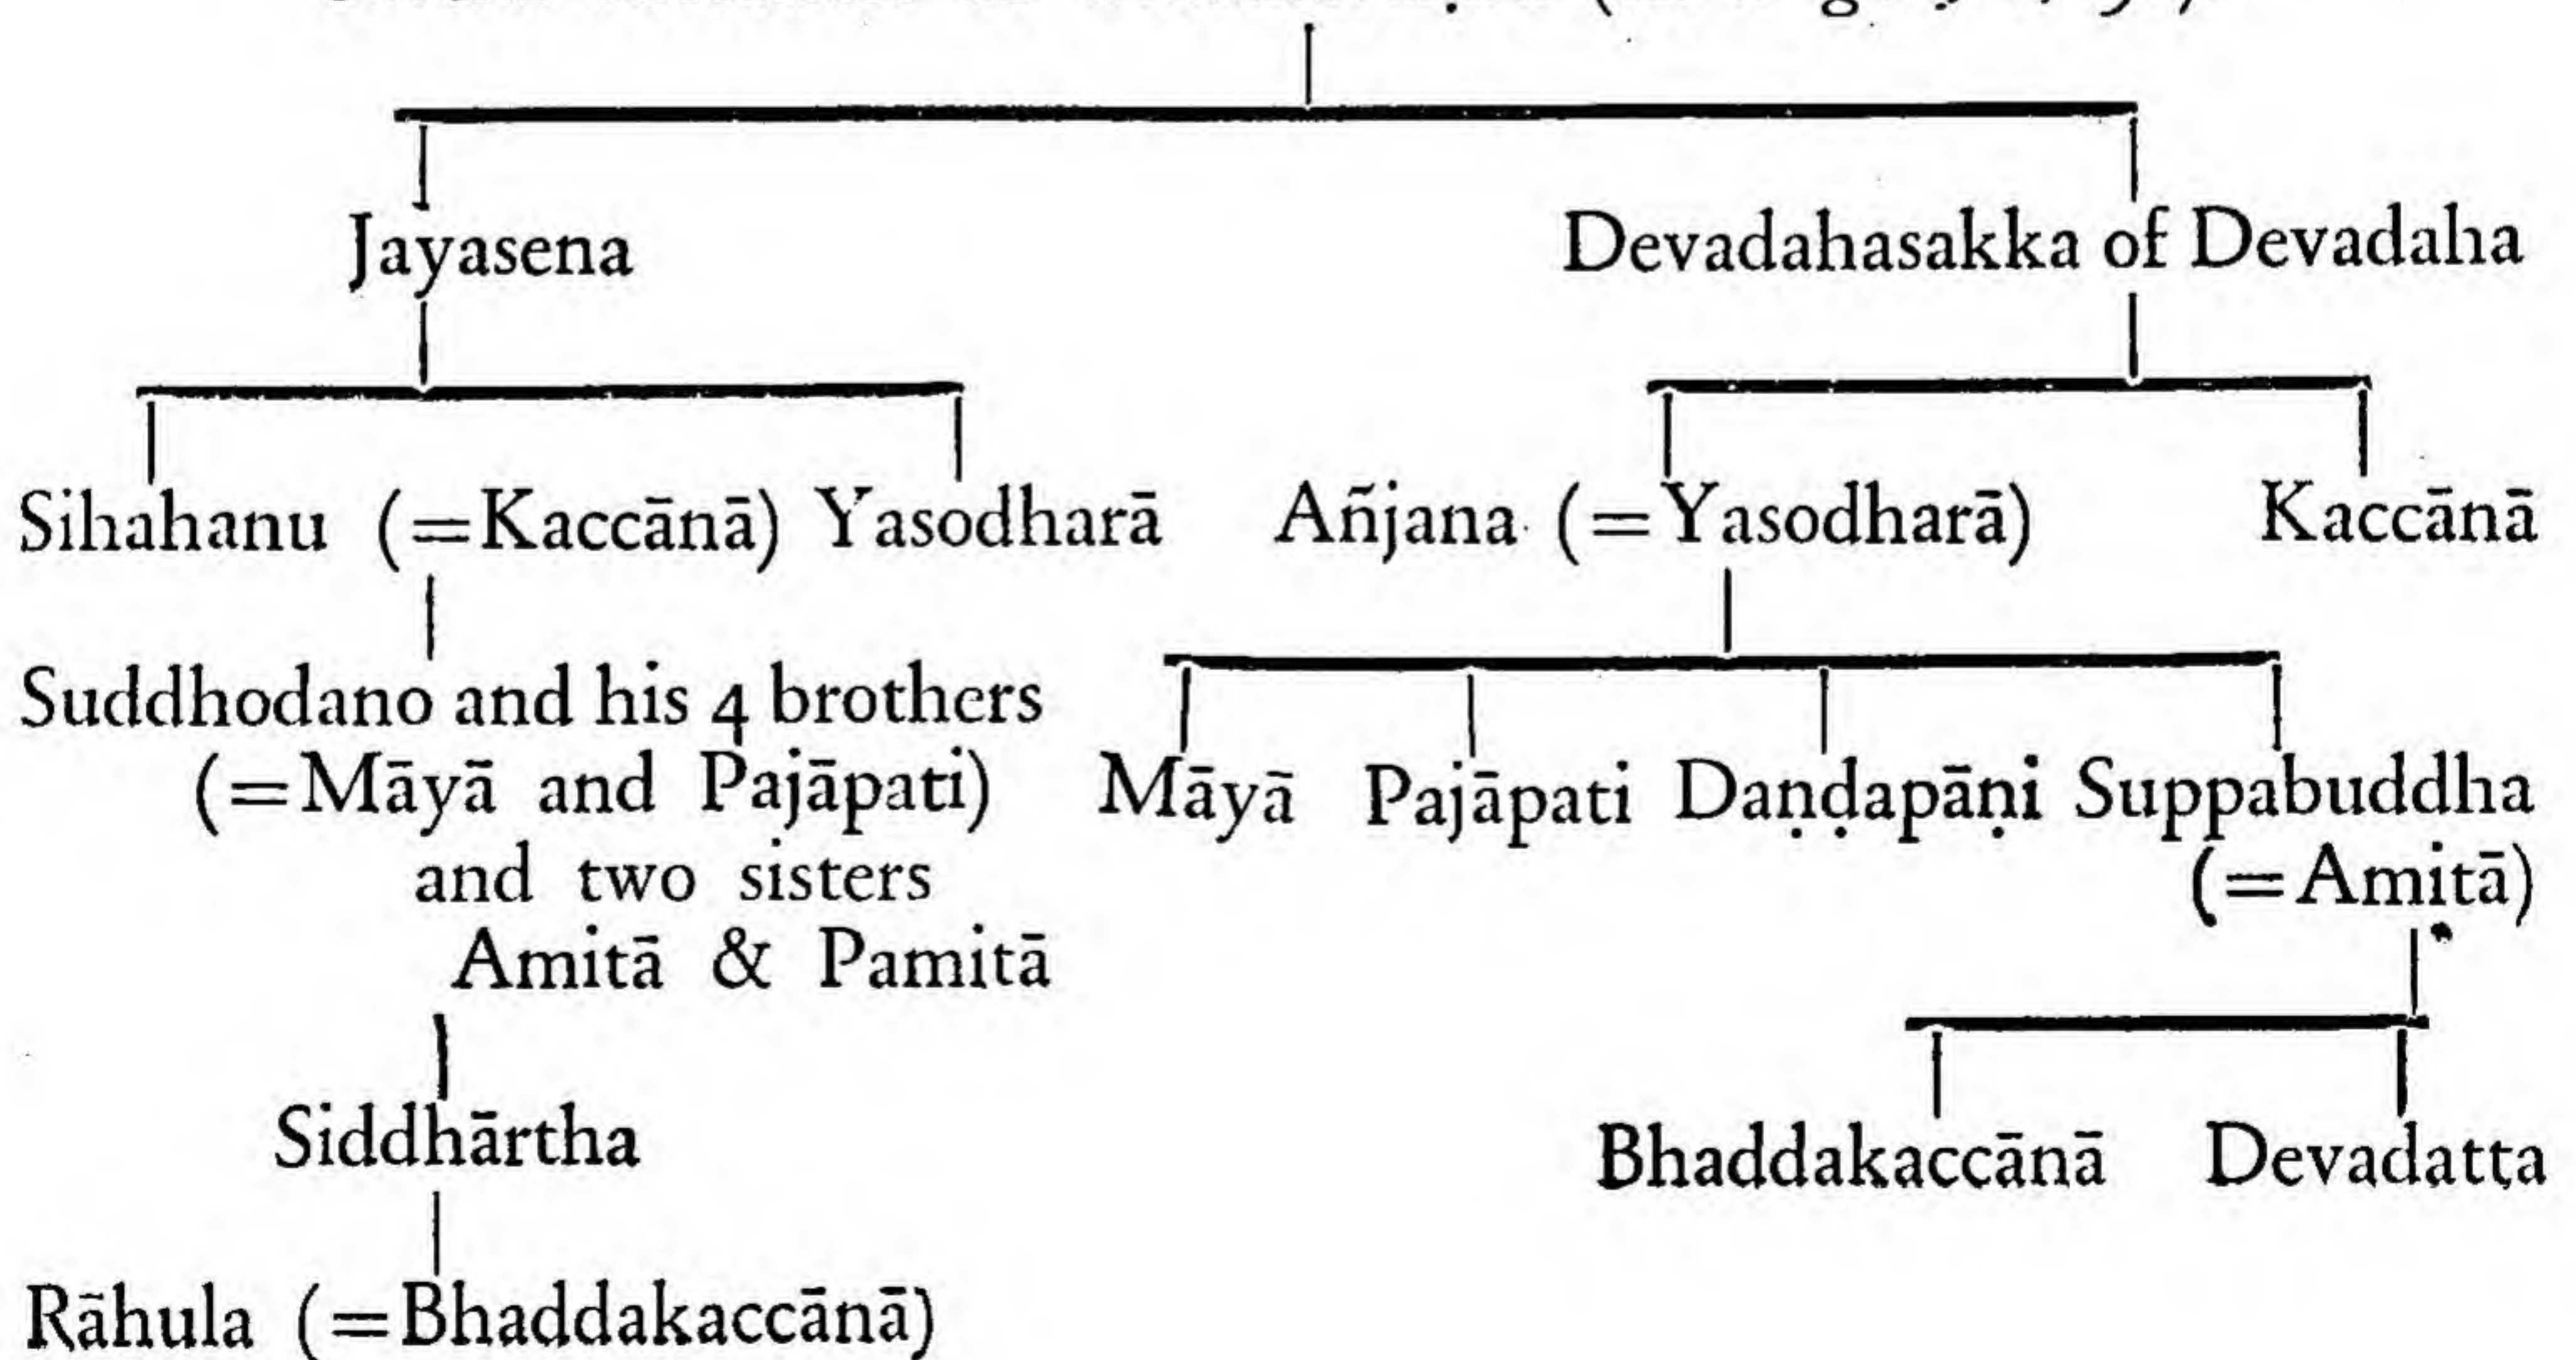 Jayasena Devadahasakka of Devadaha
Sihahanu (=Kaccānā) Yasodharā Añjana (=Yasodharā) Kaccānā
Suddhodano and his 4 brothers
(=Māyā and Pajāpati) Māyā Pajāpati Daṇḍapāṇi Suppabuddha
and two sisters (=Amitā)
Amitā & Pamitā
Siddhārtha Bhaddakaccānā Devadatta
Rāhula (=Bhaddakaccānā)